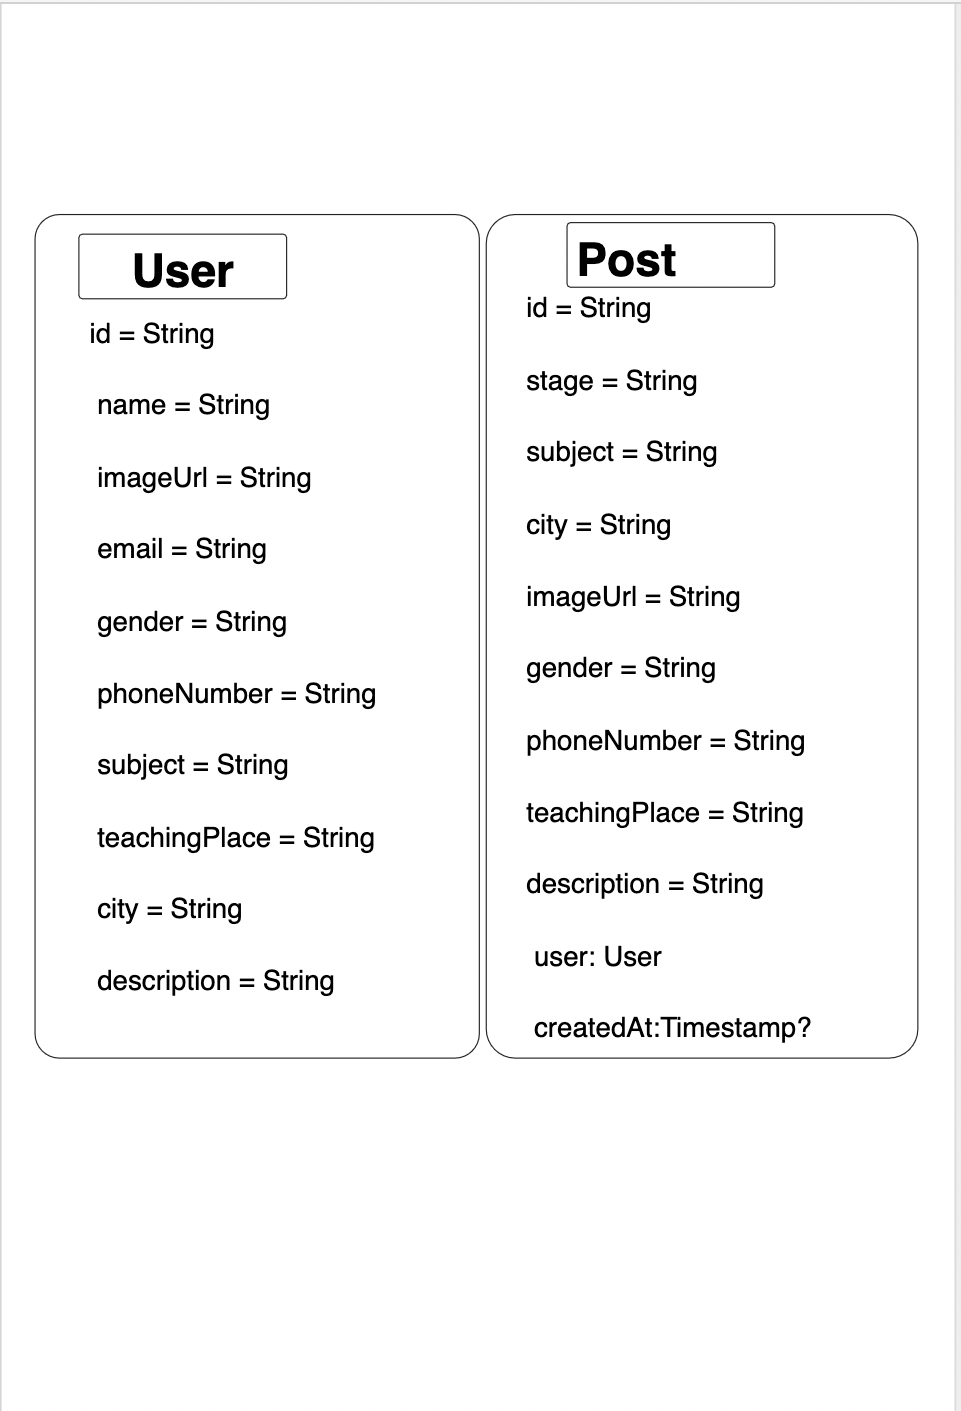 User
id = String
name = String
imageUrl = String
email = String
gender = String
phoneNumber = String
subject = String
teachingPlace = String
city = String
description = String
Post
id = String
stage = String
subject = String
city = String
imageUrl = String
gender = String
phoneNumber = String
teachingPlace = String
description = String
user: User
createdAt:Timestamp?